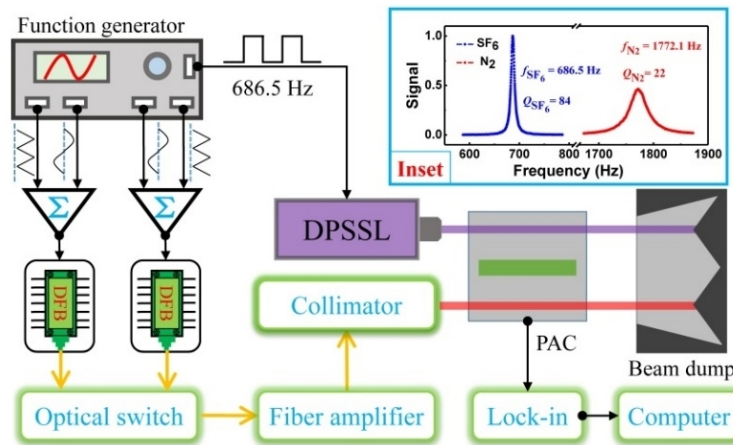 Function generator
686.5 Hz
Σ
Σ
DFB
DFB
DPSSL
Collimator
PAC
Beam dump
Optical switch
Fiber amplifier
Lock-in
Computer
SF6
N2
fSF6 = 686.5 Hz
QSF6 = 84
fN2 = 1772.1 Hz
QN2 = 22
Signal
1.0
0.5
0.0
600 700 800 1700 1800 1900
Frequency (Hz)
Inset